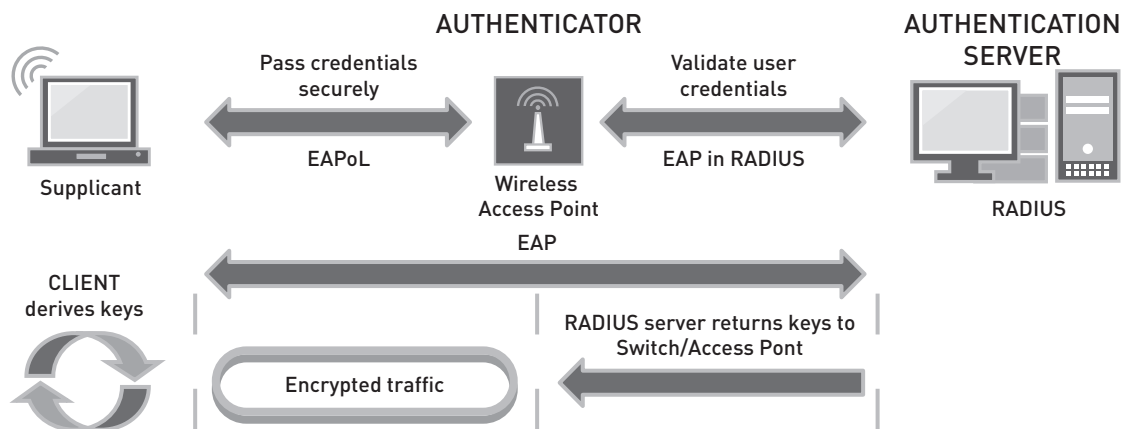 AUTHENTICATOR
AUTHENTICATION
SERVER
Pass credentials
securely
Validate user
credentials
EAPoL
EAP in RADIUS
Supplicant
Wireless
Access Point
RADIUS
EAP
CLIENT
derives keys
RADIUS server returns keys to
Switch/Access Pont
Encrypted traffic